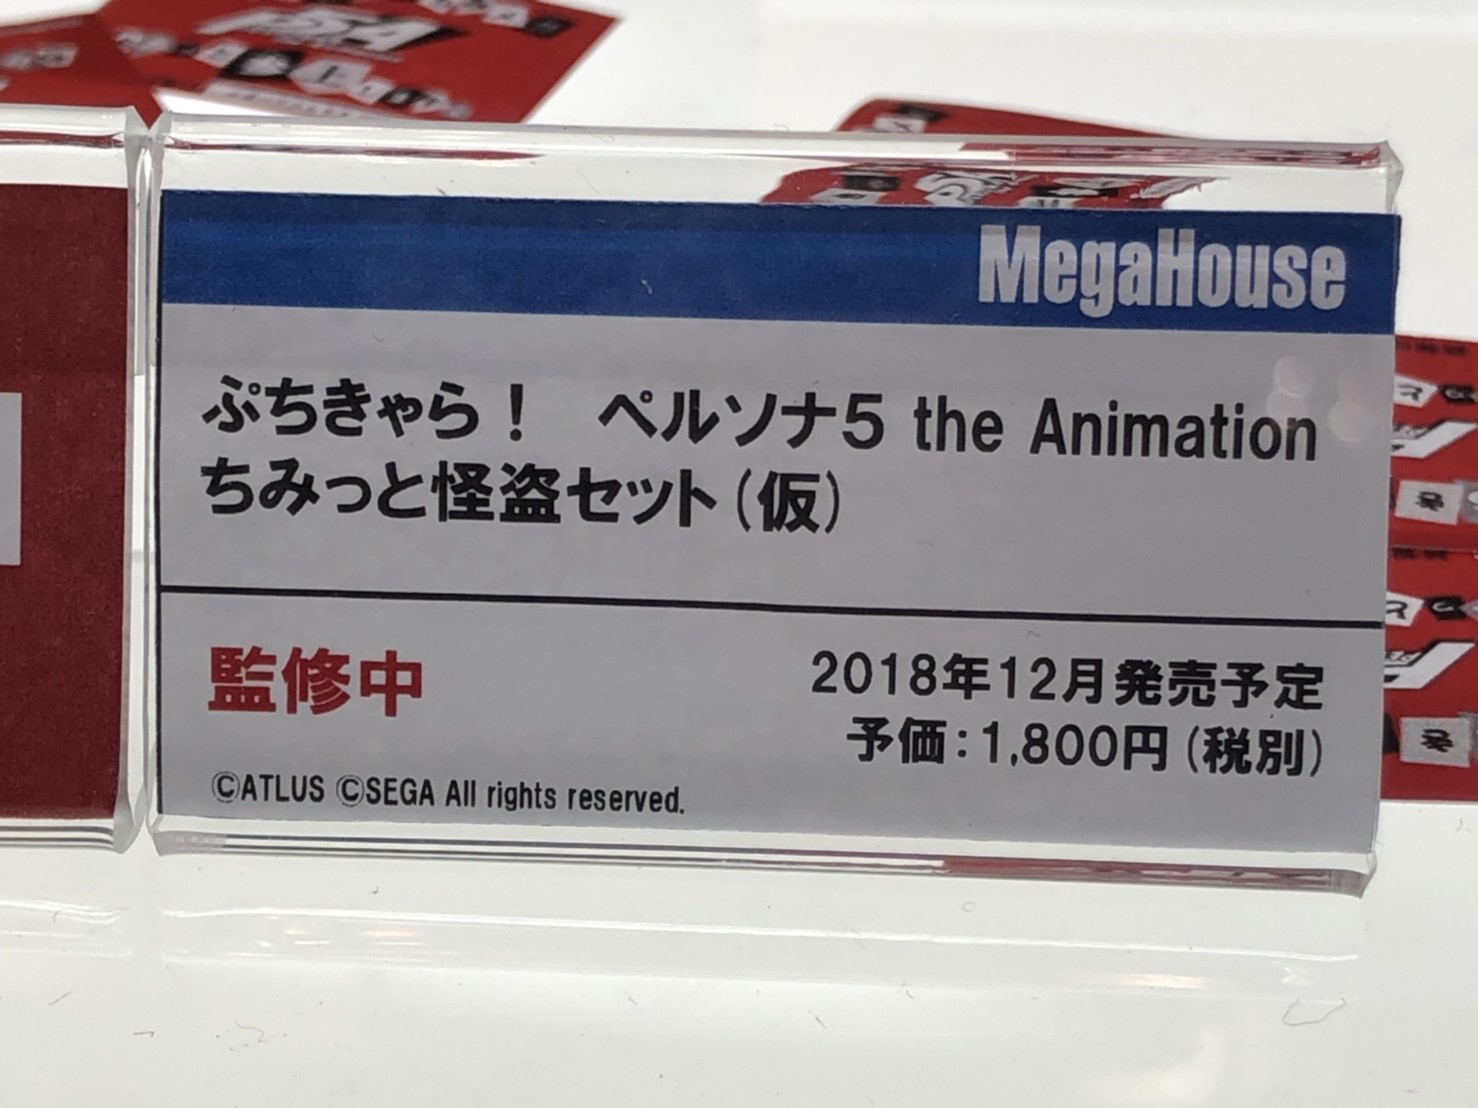 MegaHouse
ぷちきゃら！　ペルソナ5 the Animation
ちみっと怪盗セット(仮)
監修中
2018年12月発売予定
予価:1,800円(税別)
©ATLUS ©SEGA All rights reserved.